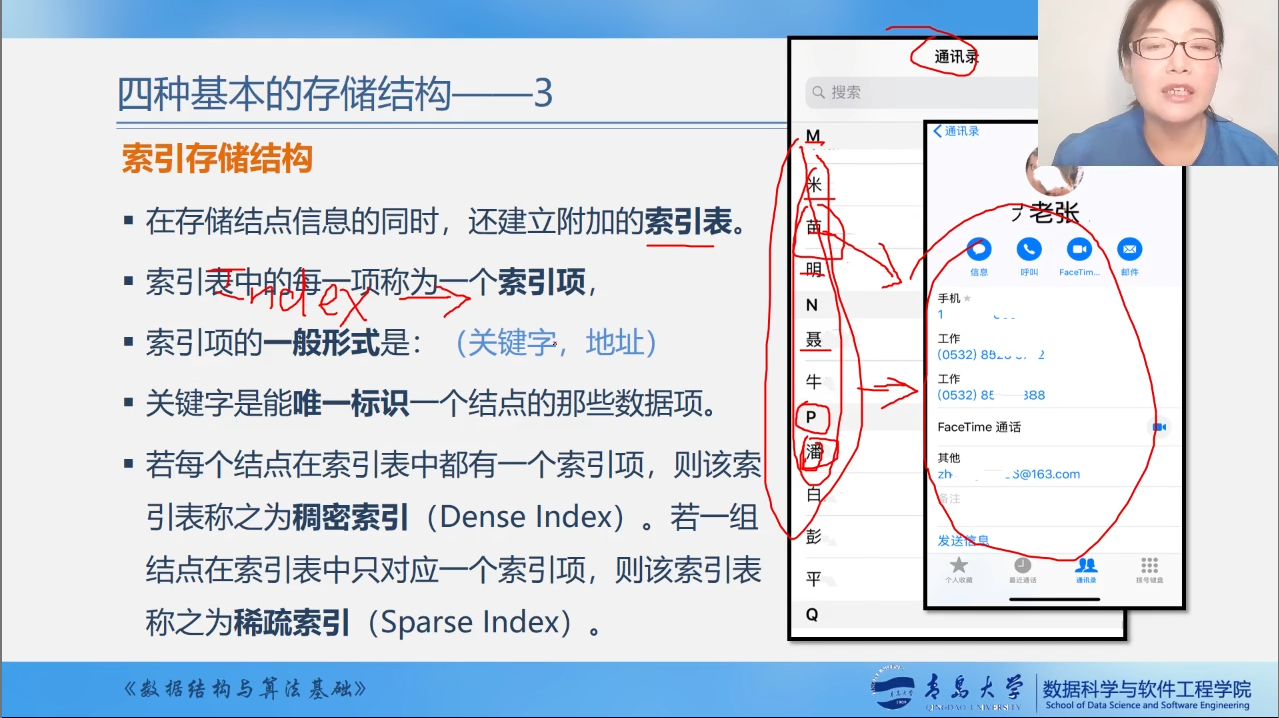 四种基本的存储结构——3
索引存储结构
▪ 在存储结点信息的同时，还建立附加的索引表。
▪ 索引表中的每一项称为一个索引项，
Index
▪ 索引项的一般形式是：（关键字，地址）
▪ 关键字是能唯一标识一个结点的那些数据项。
▪ 若每个结点在索引表中都有一个索引项，则该索
引表称之为稠密索引（Dense Index）。若一组
结点在索引表中只对应一个索引项，则该索引表
称之为稀疏索引（Sparse Index）。
通讯录
搜索
M
米
苗
明
N
聂
牛
P
潘
白
彭
平
Q
通讯录
老张
信息 呼叫 FaceTim... 邮件
手机
1
工作
(0532)
工作
(0532) 85 388
FaceTime 通话
其他
zh 6@163.com
备注
发送信息
个人收藏 最近通话 通讯录 拨号键盘
《数据结构与算法基础》
青岛大学
QINGDAO UNIVERSITY
数据科学与软件工程学院
School of Data Science and Software Engineering